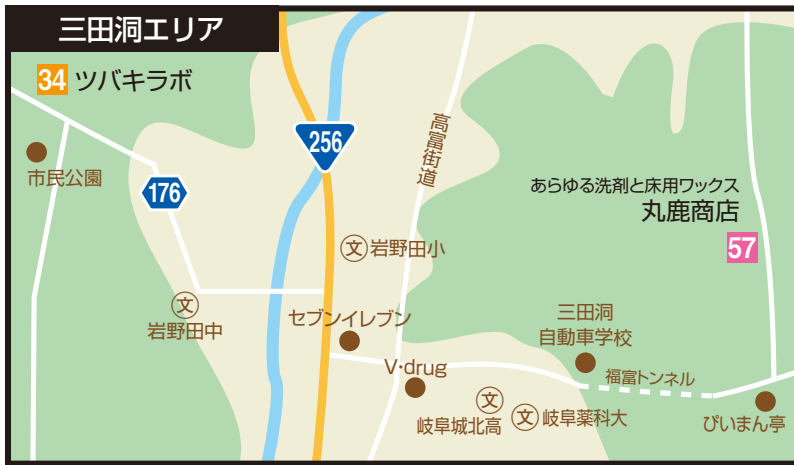 三田洞エリア
34 ツバキラボ
市民公園
176
256
高富街道
あらゆる洗剤と床用ワックス
丸鹿商店
57
文 岩野田小
文
岩野田中
セブンイレブン
三田洞
自動車学校
V・drug
福富トンネル
文
岐阜城北高
文 岐阜薬科大
ぴいまん亭